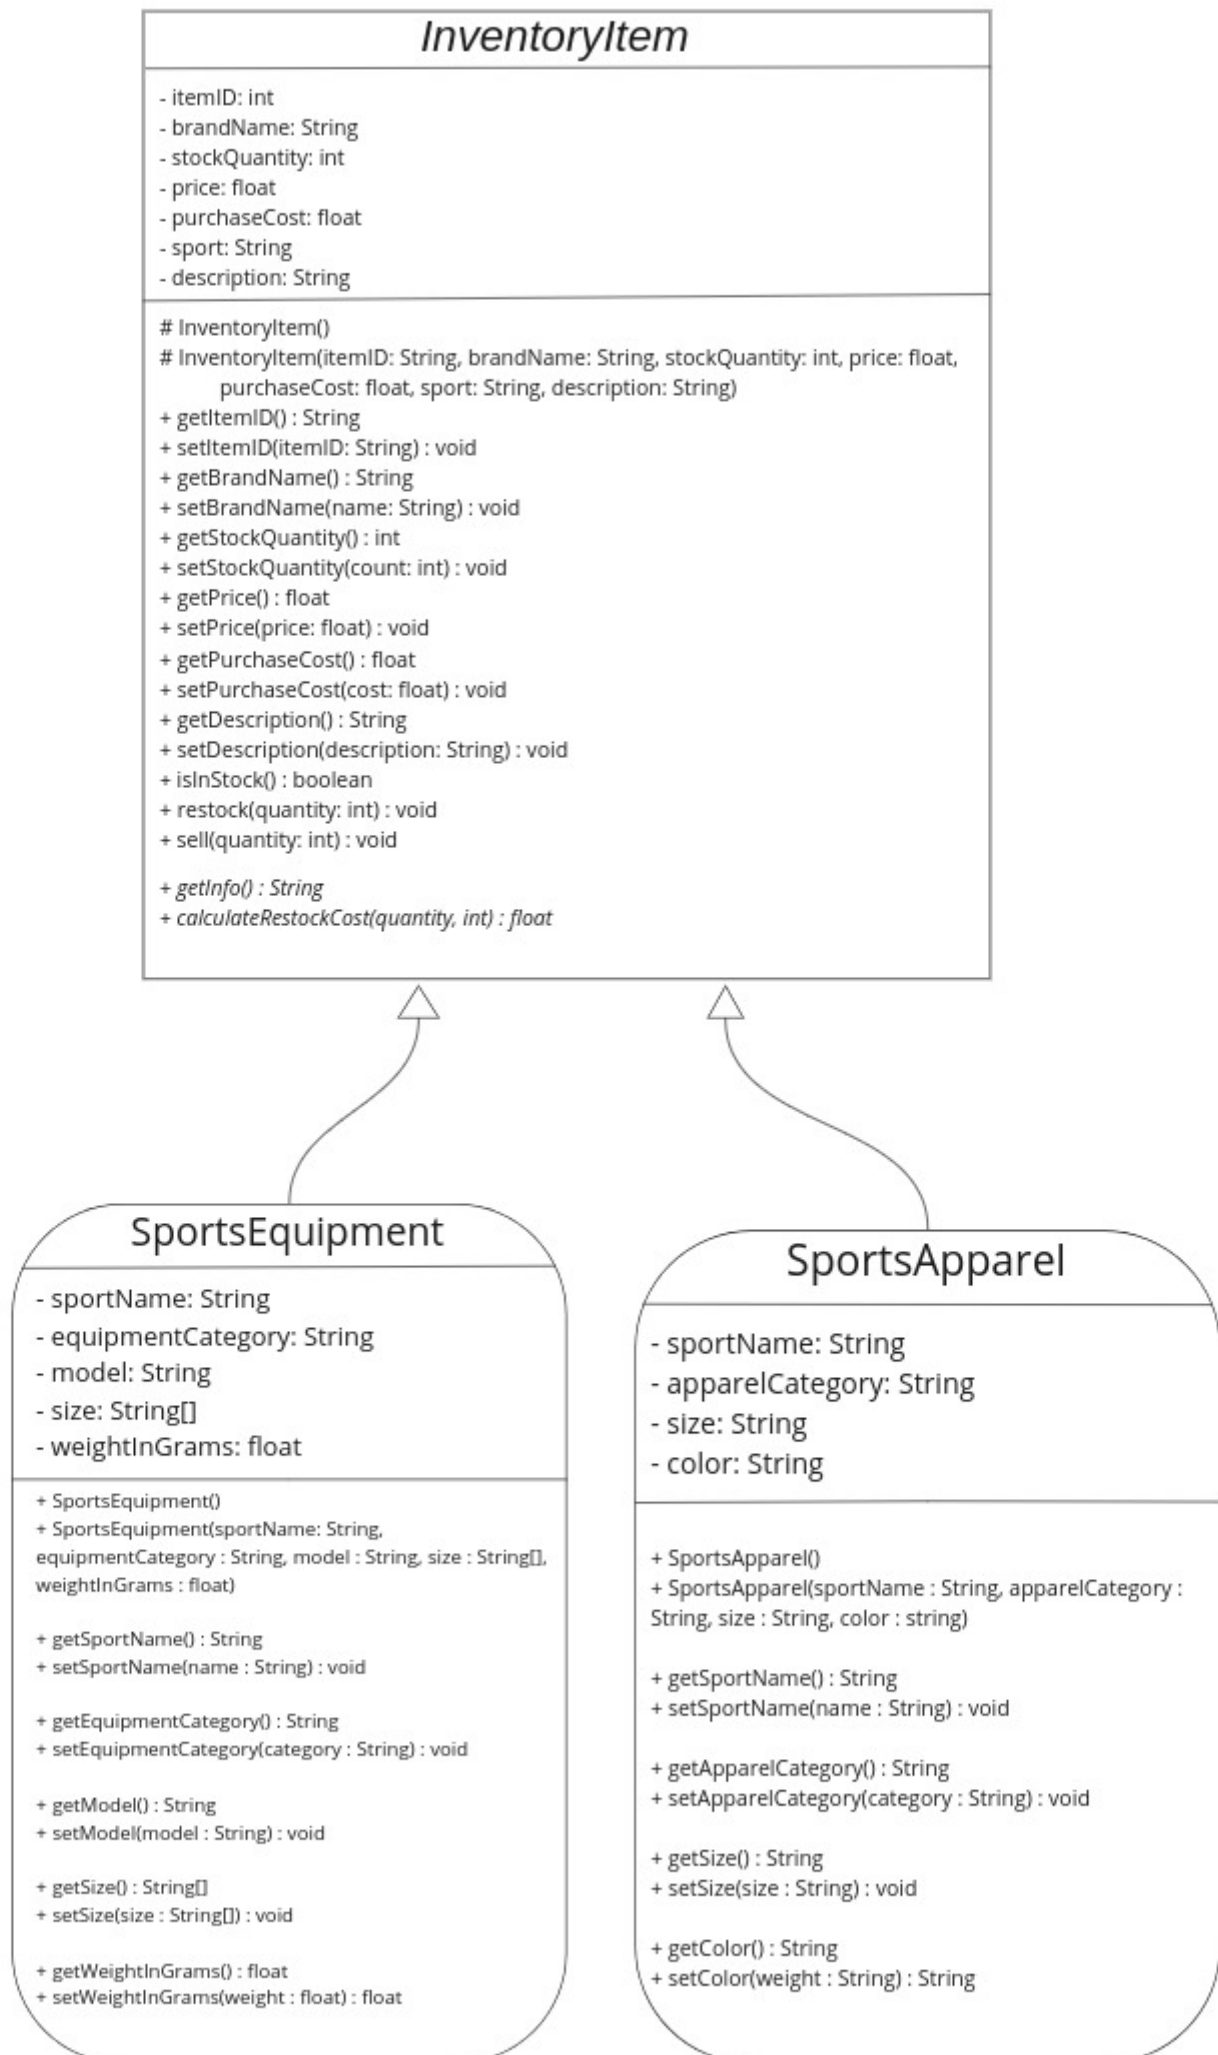 InventoryItem
- itemID: int
- brandName: String
- stockQuantity: int
- price: float
- purchaseCost: float
- sport: String
- description: String
# InventoryItem()
# InventoryItem(itemID: String, brandName: String, stockQuantity: int, price: float,
purchaseCost: float, sport: String, description: String)
+ getItemID() : String
+ setItemID(itemID: String) : void
+ getBrandName() : String
+ setBrandName(name: String) : void
+ getStockQuantity() : int
+ setStockQuantity(count: int) : void
+ getPrice() : float
+ setPrice(price: float) : void
+ getPurchaseCost() : float
+ setPurchaseCost(cost: float) : void
+ getDescription() : String
+ setDescription(description: String) : void
+ isInStock() : boolean
+ restock(quantity: int) : void
+ sell(quantity: int) : void
+ getInfo() : String
+ calculateRestockCost(quantity, int) : float
SportsEquipment
- sportName: String
- equipmentCategory: String
- model: String
- size: String[]
- weightInGrams: float
+ SportsEquipment()
+ SportsEquipment(sportName: String,
equipmentCategory : String, model : String, size : String[],
weightInGrams : float)
+ getSportName() : String
+ setSportName(name : String) : void
+ getEquipmentCategory() : String
+ setEquipmentCategory(category : String) : void
+ getModel() : String
+ setModel(model : String) : void
+ getSize() : String[]
+ setSize(size : String[]) : void
+ getWeightInGrams() : float
+ setWeightInGrams(weight : float) : float
SportsApparel
- sportName: String
- apparelCategory: String
- size: String
- color: String
+ SportsApparel()
+ SportsApparel(sportName : String, apparelCategory :
String, size : String, color : string)
+ getSportName() : String
+ setSportName(name : String) : void
+ getApparelCategory() : String
+ setApparelCategory(category : String) : void
+ getSize() : String
+ setSize(size : String) : void
+ getColor() : String
+ setColor(weight : String) : String